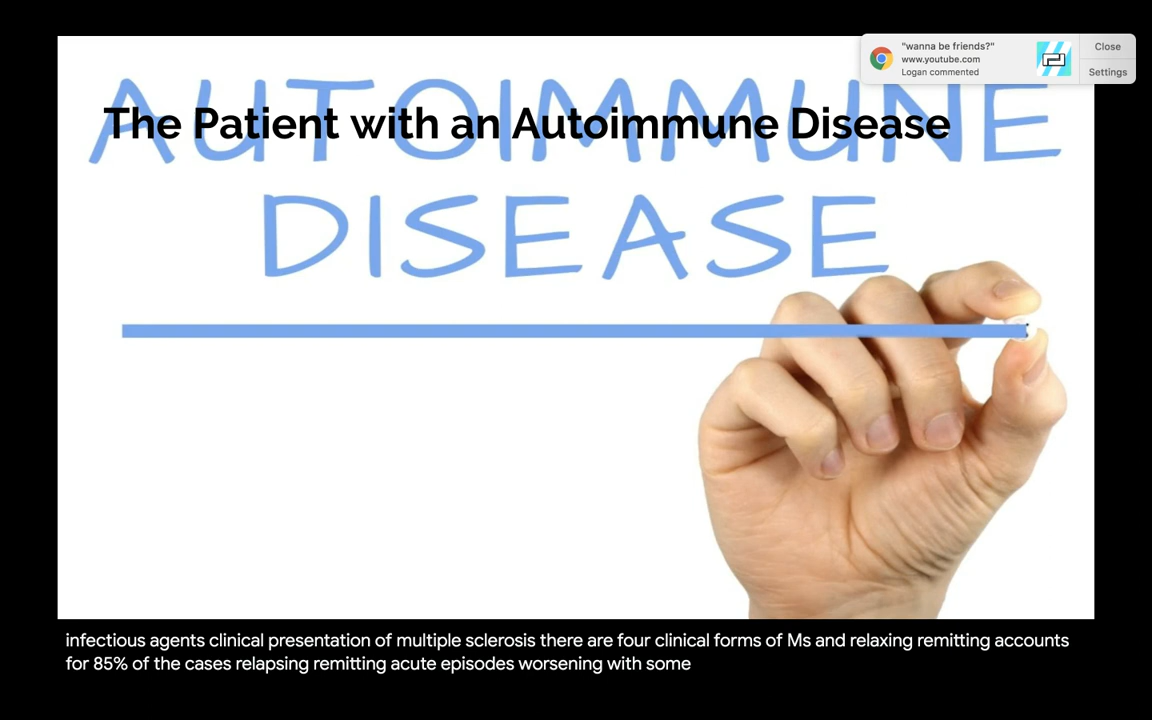 "wanna be friends?"
www.youtube.com
Logan commented
Close
Settings
AUTOIMMUNE
The Patient with an Autoimmune Disease
DISEASE
infectious agents clinical presentation of multiple sclerosis there are four clinical forms of Ms and relaxing remitting accounts
for 85% of the cases relapsing remitting acute episodes worsening with some